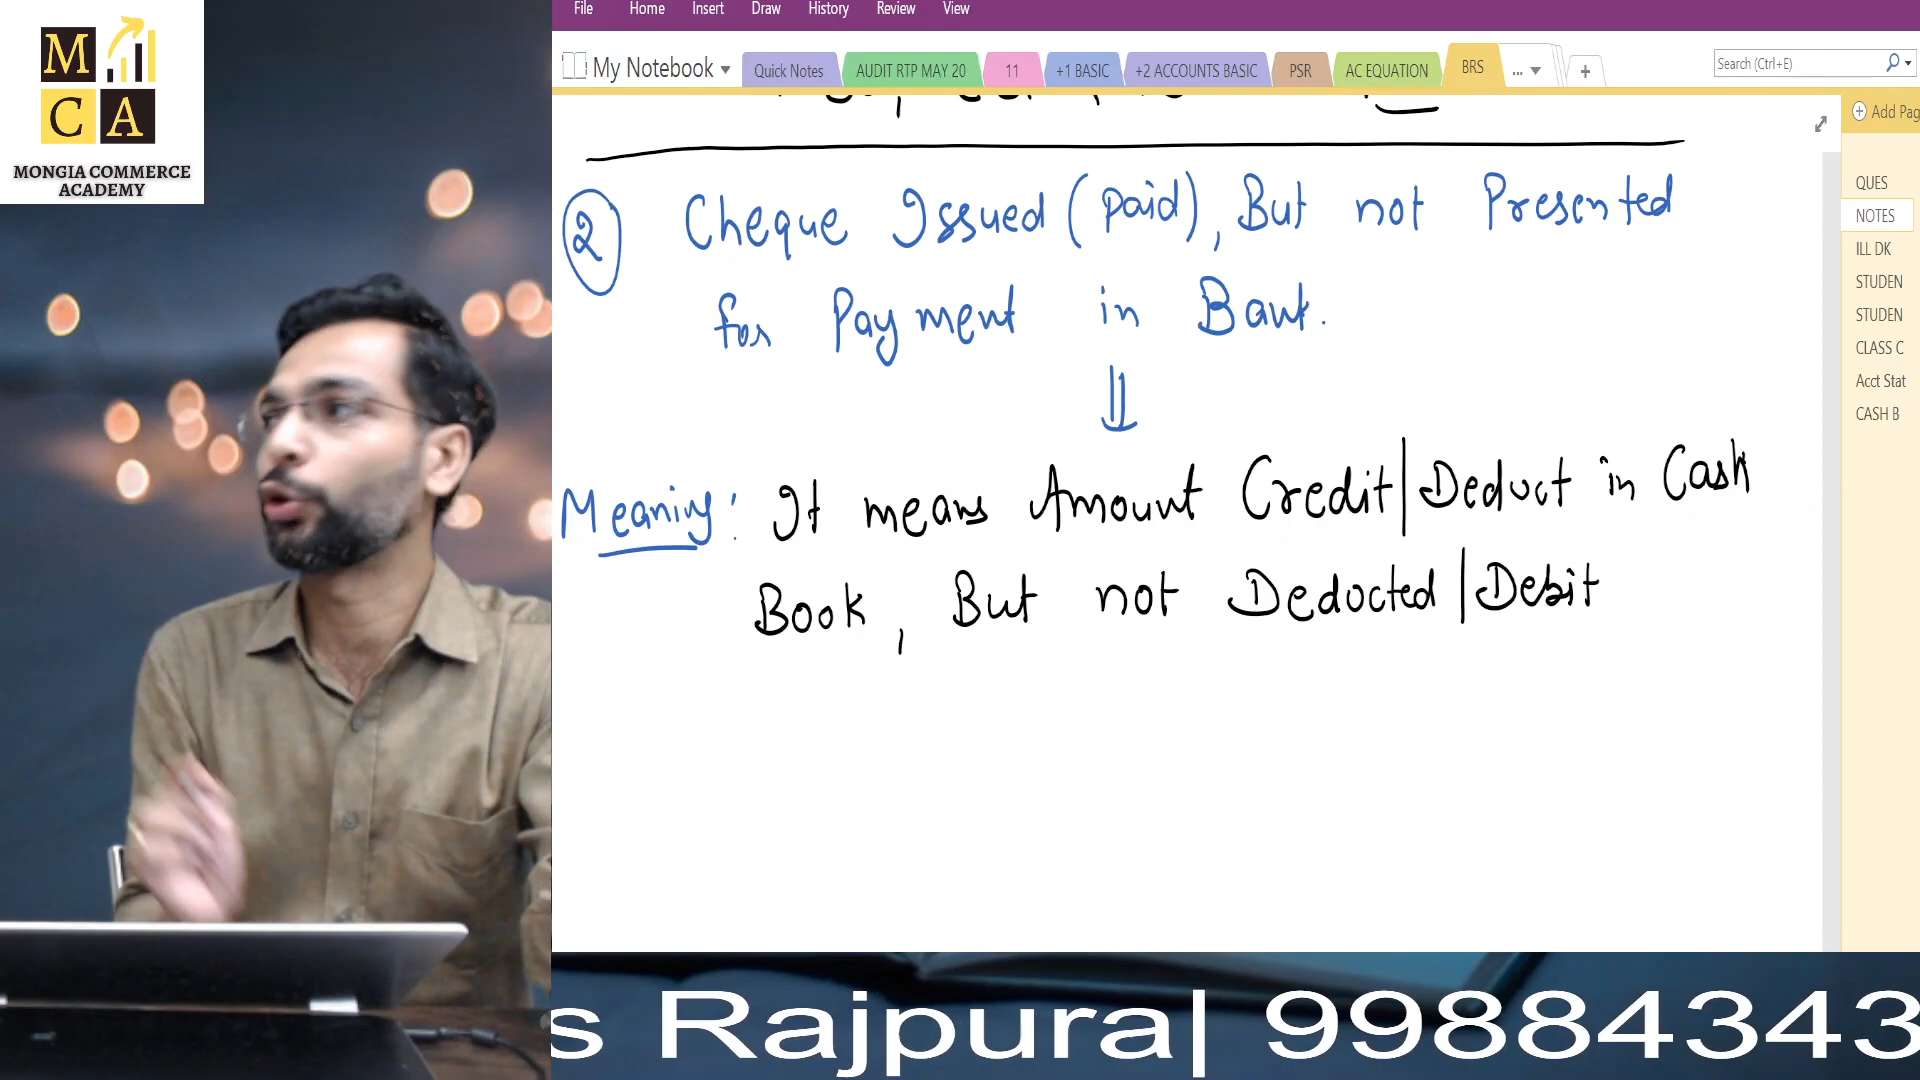 M
C A
MONGIA COMMERCE
ACADEMY
File Home Insert Draw History Review View
My Notebook Quick Notes AUDIT RTP MAY 20 11 +1 BASIC +2 ACCOUNTS BASIC PSR AC EQUATION BRS ... +
Search (Ctrl+E)
Add Pag
QUES
NOTES
ILL DK
STUDEN
STUDEN
CLASS C
Acct Stat
CASH B
2 Cheque Issued (paid), But not Presented
for Payment in Bank.
Meaning: It means Amount Credit|Deduct in Cash
Book, But not Deducted|Debit
s Rajpura| 99884343